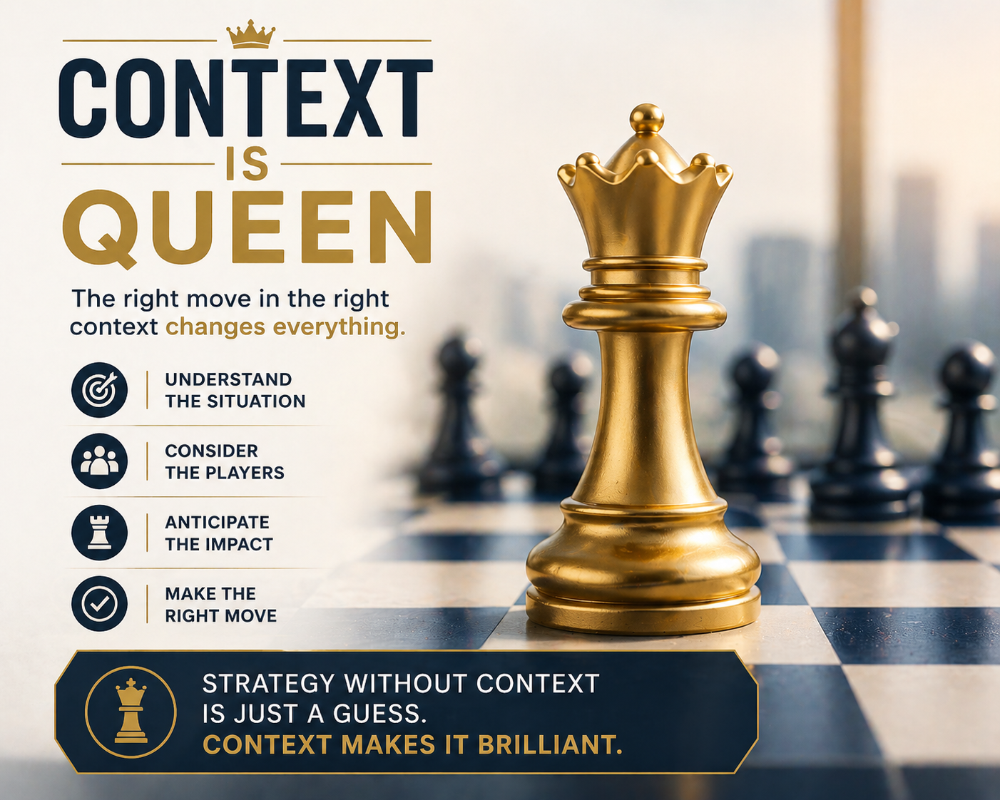 CONTEXT
IS
QUEEN
The right move in the right
context changes everything.
UNDERSTAND
THE SITUATION
CONSIDER
THE PLAYERS
ANTICIPATE
THE IMPACT
MAKE THE
RIGHT MOVE
STRATEGY WITHOUT CONTEXT
IS JUST A GUESS.
CONTEXT MAKES IT BRILLIANT.